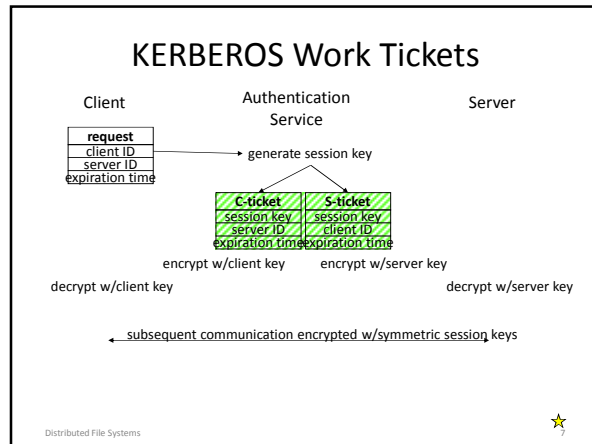 KERBEROS Work Tickets
Client
Authentication
Service
Server
request
client ID
server ID
expiration time
generate session key
C-ticket
session key
server ID
expiration time
S-ticket
session key
client ID
expiration time
encrypt w/client key
encrypt w/server key
decrypt w/client key
decrypt w/server key
subsequent communication encrypted w/symmetric session keys
Distributed File Systems
7